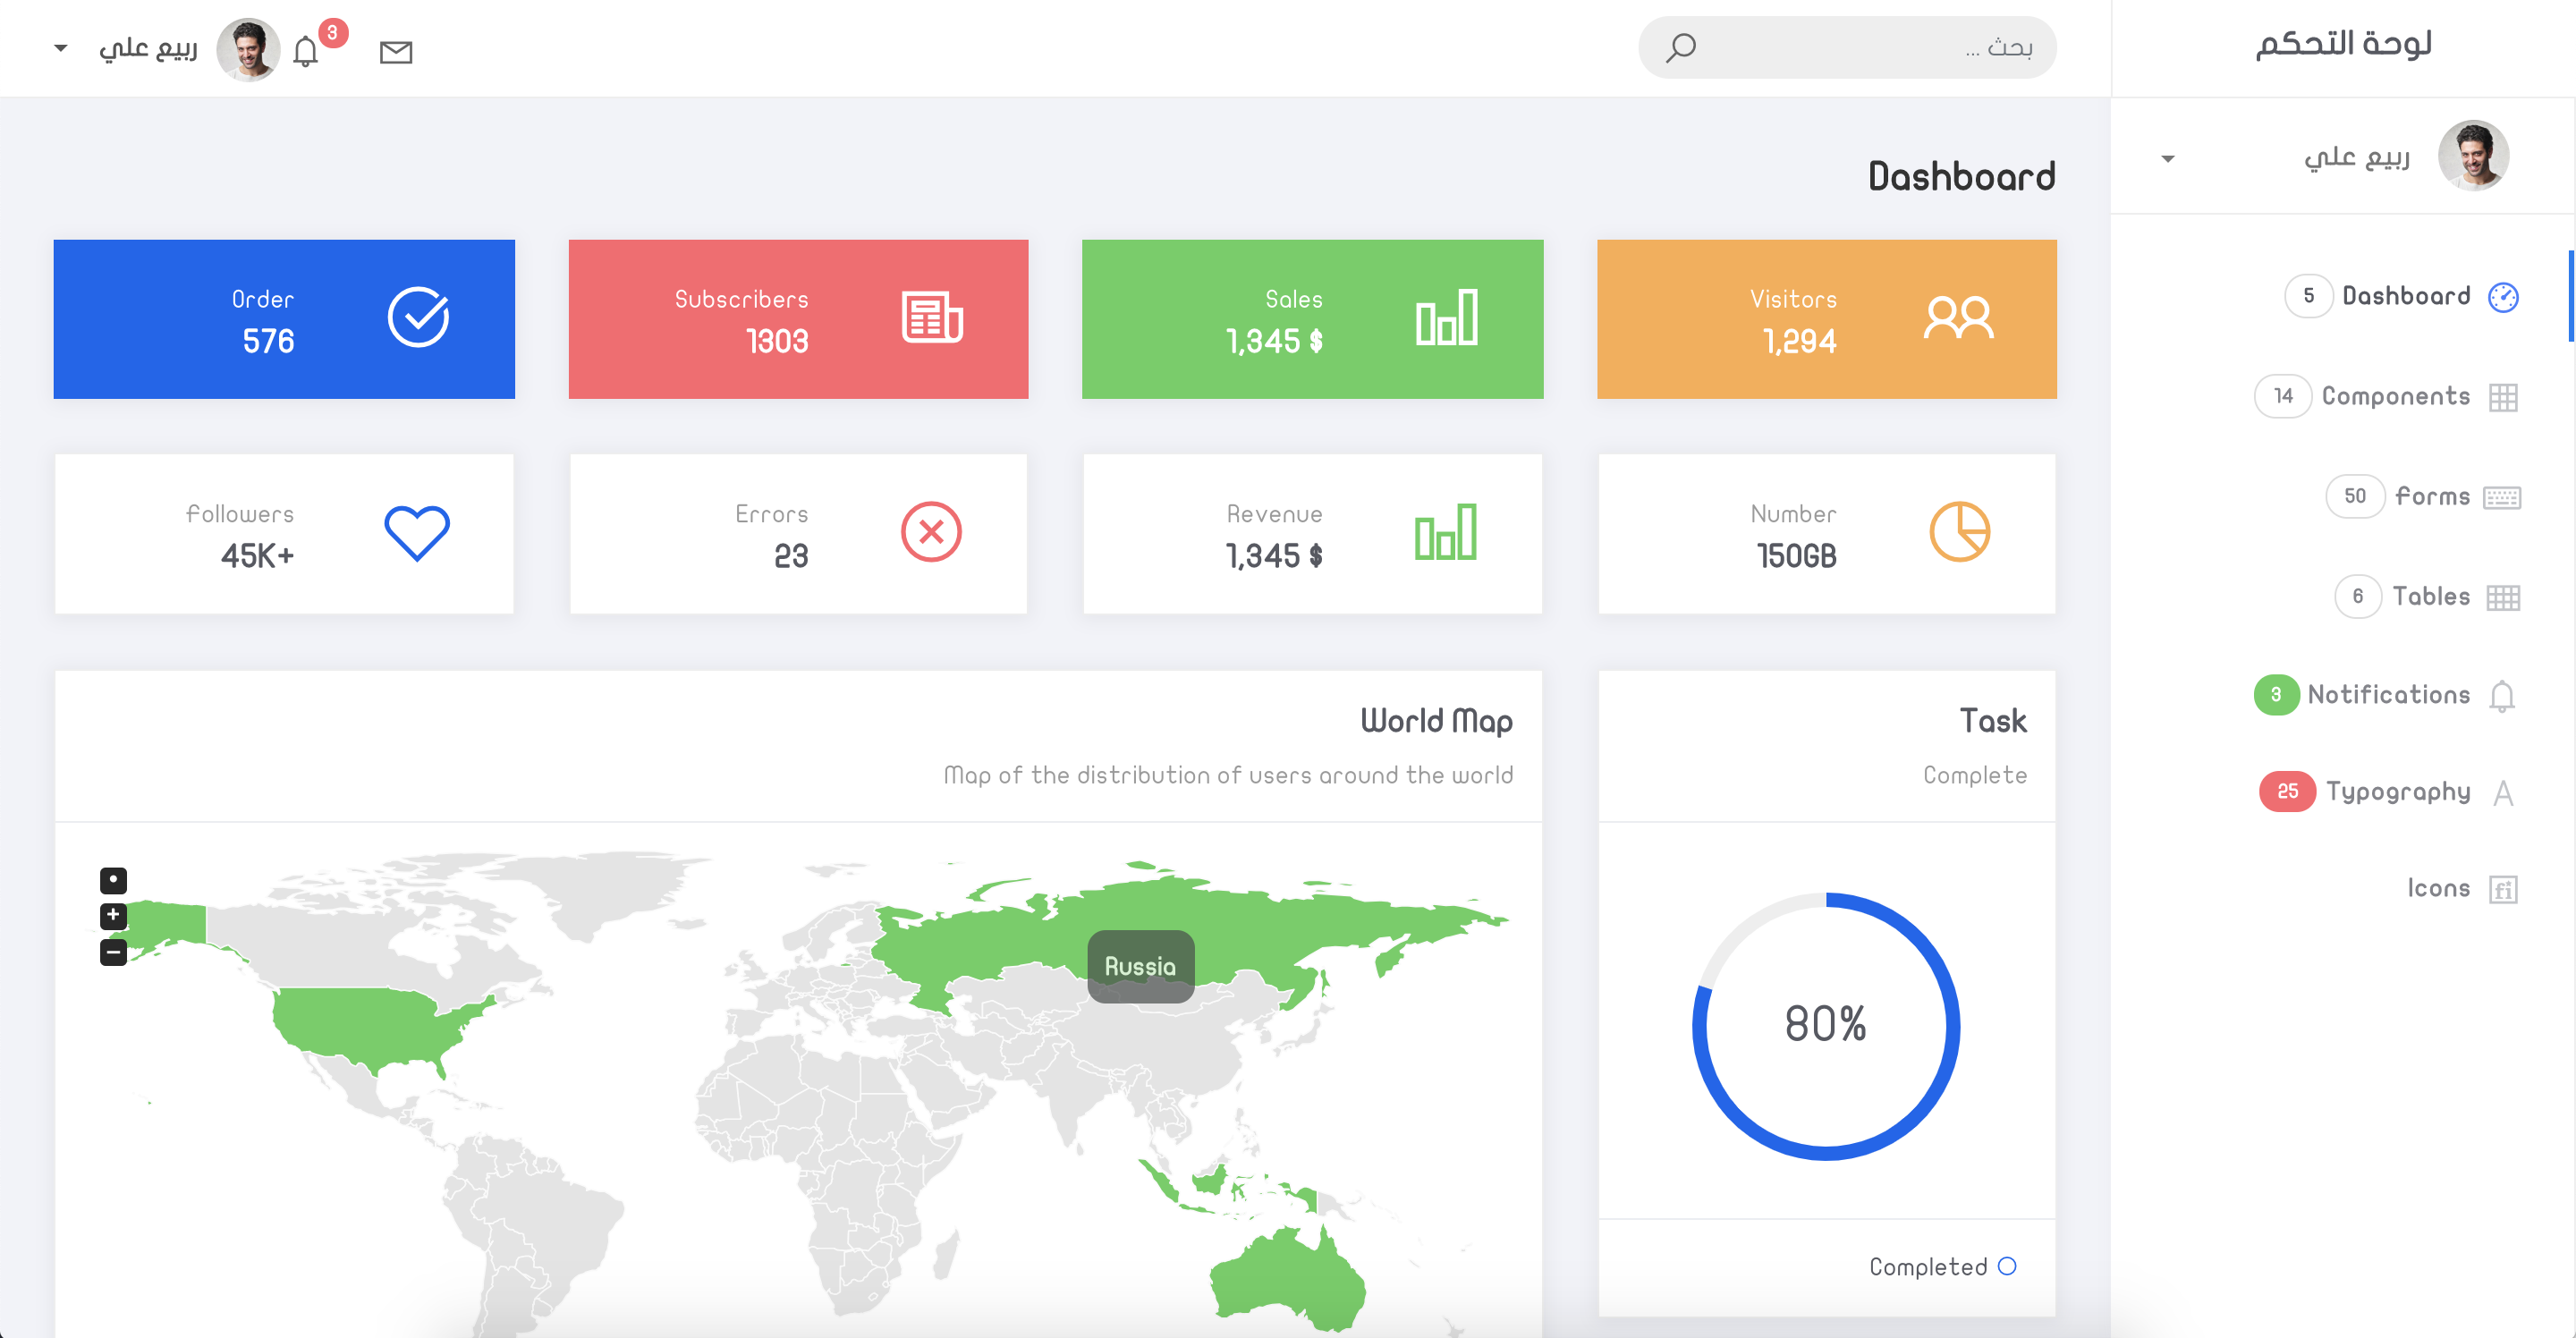 لوحة التحكم
بحث ...
3
ربيع علي
ربيع علي
Dashboard 5
Components 14
Forms 50
Tables 6
Notifications 3
Typography 25
Icons
Dashboard
Visitors
1,294
Sales
1,345 $
Subscribers
1303
Order
576
Number
150GB
Revenue
1,345 $
Errors
23
Followers
45K+
Task
Complete
80%
Completed
World Map
Map of the distribution of users around the world
+
−
Russia